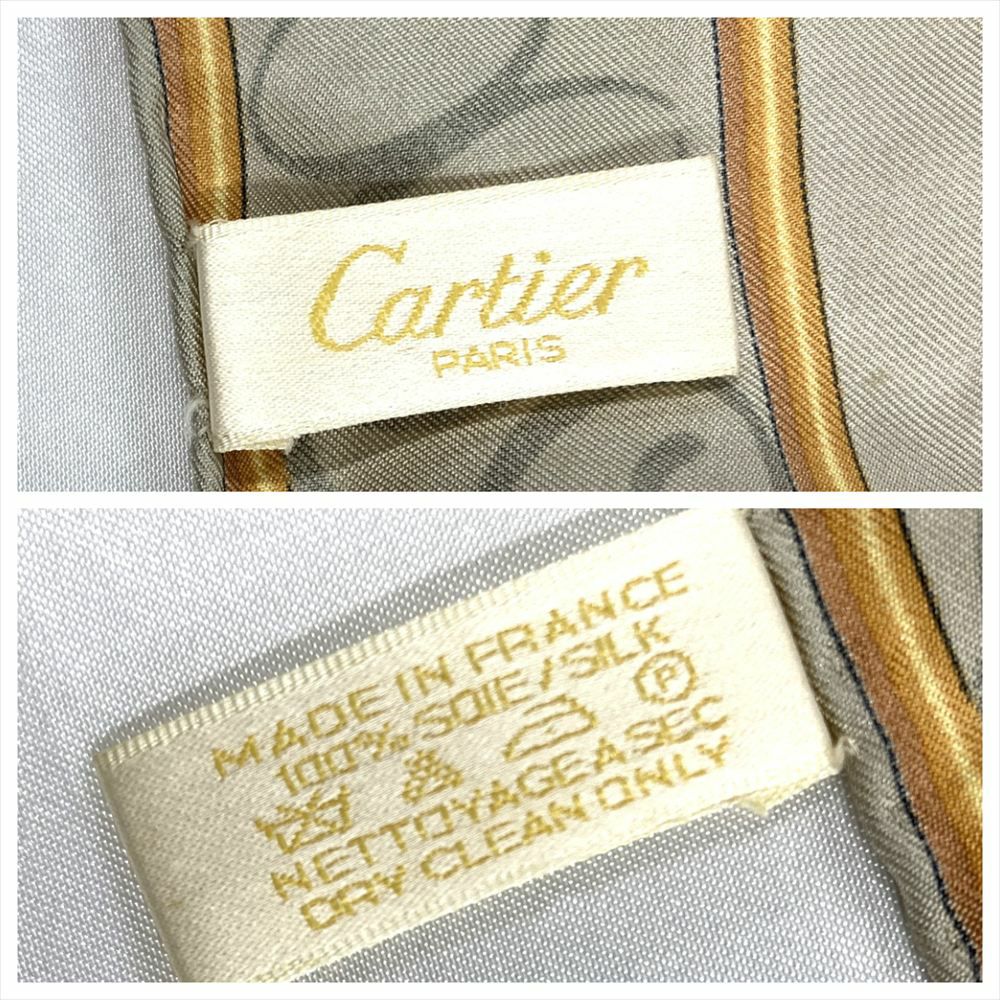 Cartier
PARIS
MADE IN FRANCE
100% SOIE/SILK
P
NETTOYAGE A SEC
DRY CLEAN ONLY